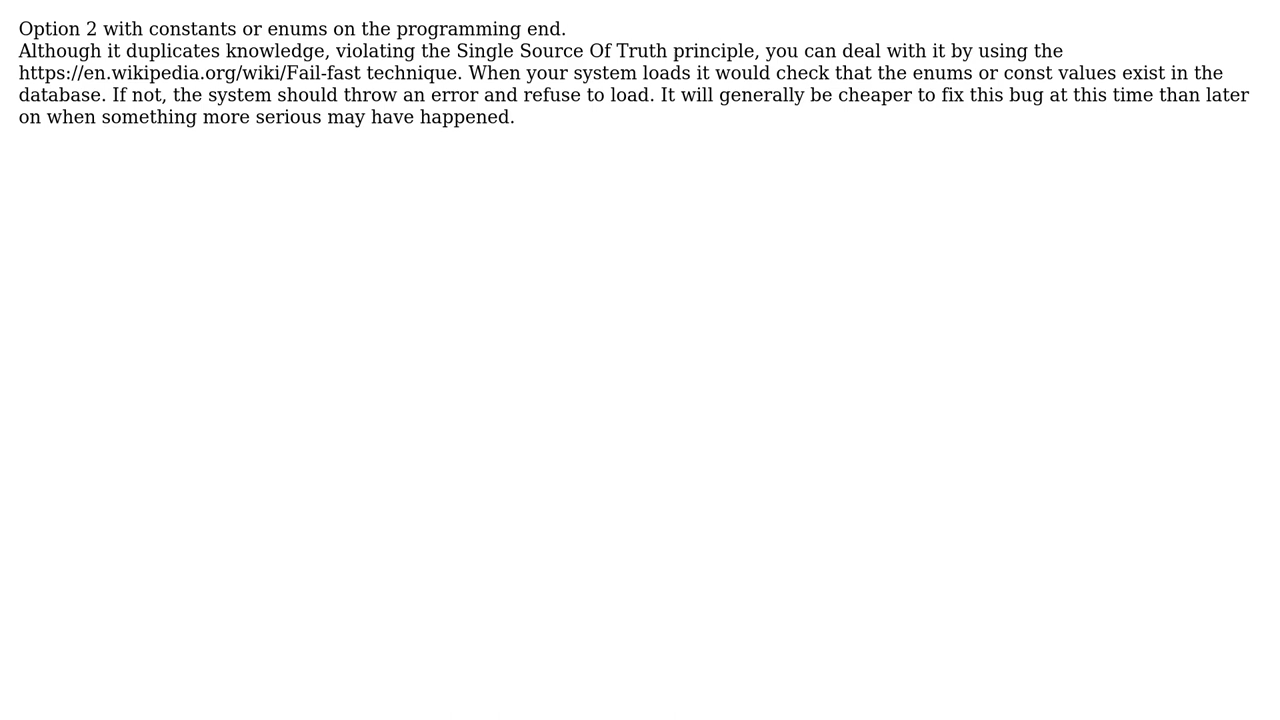 Option 2 with constants or enums on the programming end.
Although it duplicates knowledge, violating the Single Source Of Truth principle, you can deal with it by using the
https://en.wikipedia.org/wiki/Fail-fast technique. When your system loads it would check that the enums or const values exist in the
database. If not, the system should throw an error and refuse to load. It will generally be cheaper to fix this bug at this time than later
on when something more serious may have happened.